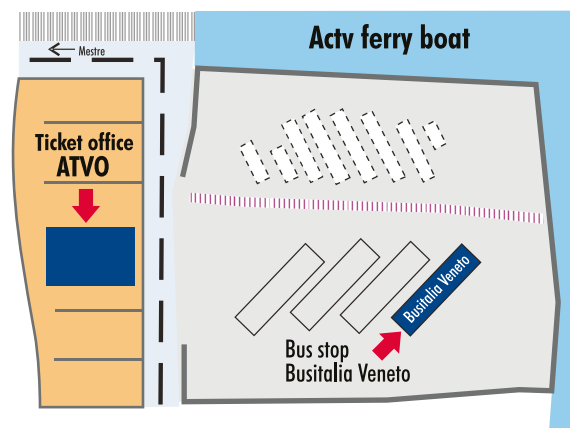 Actv ferry boat
Mestre
Ticket office
ATVO
Busitalia Veneto
Bus stop
Busitalia Veneto